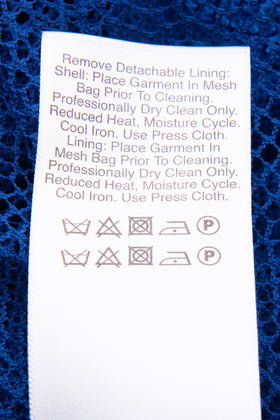 Remove Detachable Lining:
Shell: Place Garment In Mesh
Bag Prior To Cleaning.
Professionally Dry Clean Only.
Reduced Heat, Moisture Cycle.
Cool Iron. Use Press Cloth.
Lining: Place Garment In
Mesh Bag Prior To Cleaning.
Professionally Dry Clean Only.
Reduced Heat, Moisture Cycle.
Cool Iron. Use Press Cloth.
P
P